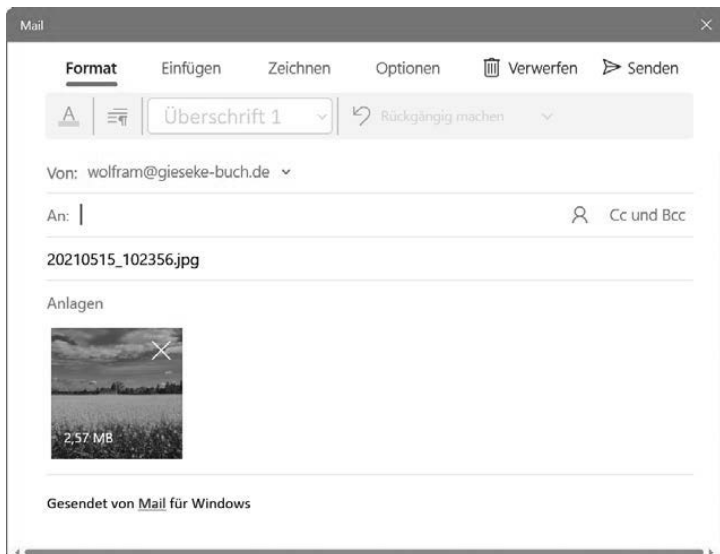 Mail
Format Einfügen Zeichnen Optionen Verwerfen Senden
A Überschrift 1 Rückgängig machen
Von: wolfram@gieseke-buch.de
An: Cc und Bcc
20210515_102356.jpg
Anlagen
2,57 MB
Gesendet von Mail für Windows